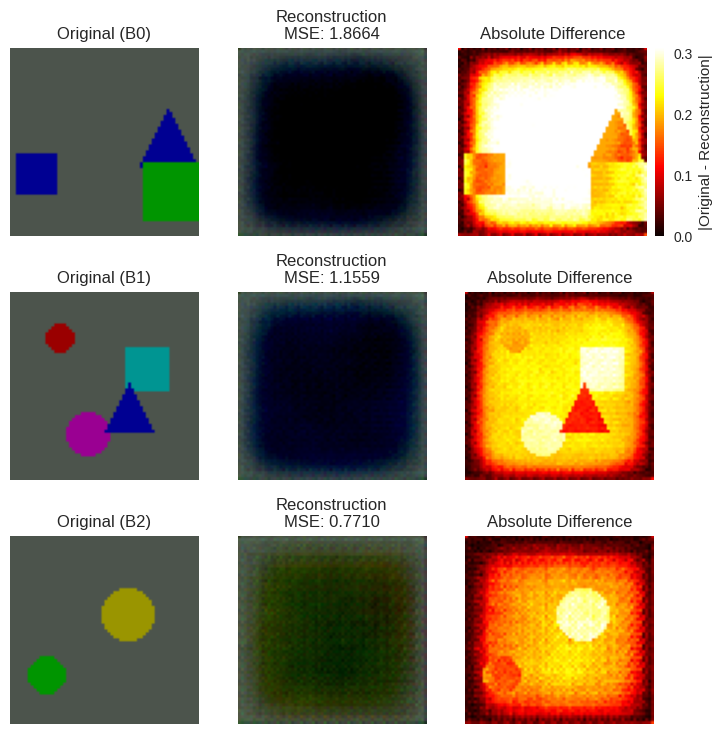 Original (B0)
Reconstruction
MSE: 1.8664
Absolute Difference
0.3
0.2
0.1
0.0
|Original - Reconstruction|
Original (B1)
Reconstruction
MSE: 1.1559
Absolute Difference
Original (B2)
Reconstruction
MSE: 0.7710
Absolute Difference